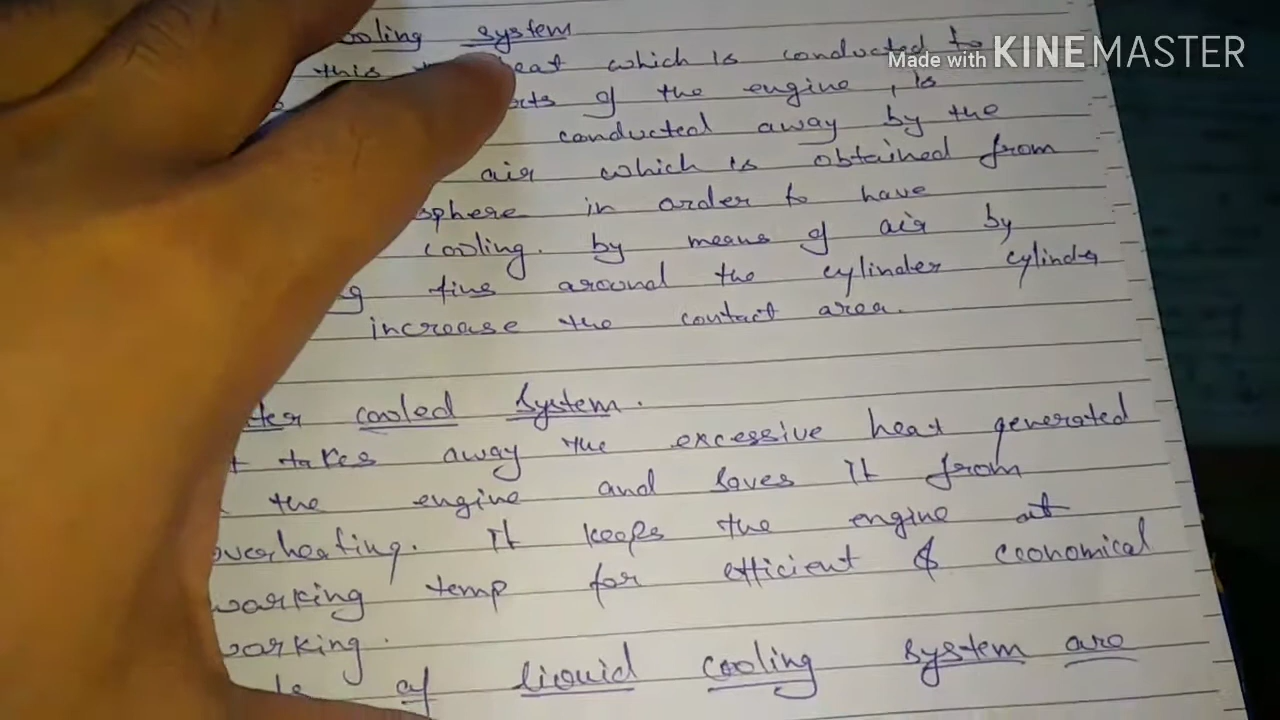 cooling system
this heat which is conducted to
Made with KINEMASTER
of the engine, is
conducted away by the
air which is obtained from
sphere in order to have
cooling. by means of air by
fins around the cylinder cylinder
increase the contact area.
ter cooled system.
takes away the excessive heat generated
the engine and saves it from
overheating. It keeps the engine at
working temp for efficient & economical
working.
of liquid cooling system are